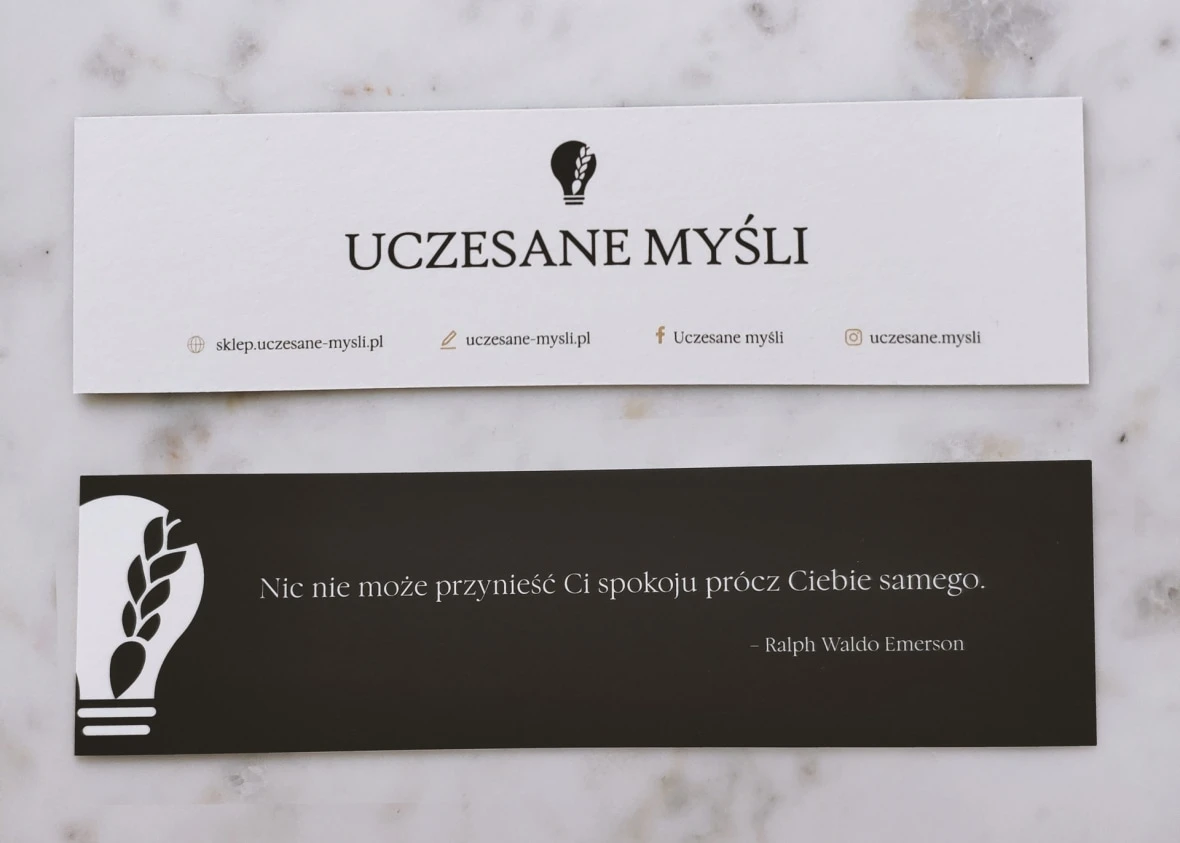 UCZESANE MYŚLI
sklep.uczesane-mysli.pl uczesane-mysli.pl Uczesane myśli uczesane.mysli
Nic nie może przynieść Ci spokoju prócz Ciebie samego.
– Ralph Waldo Emerson